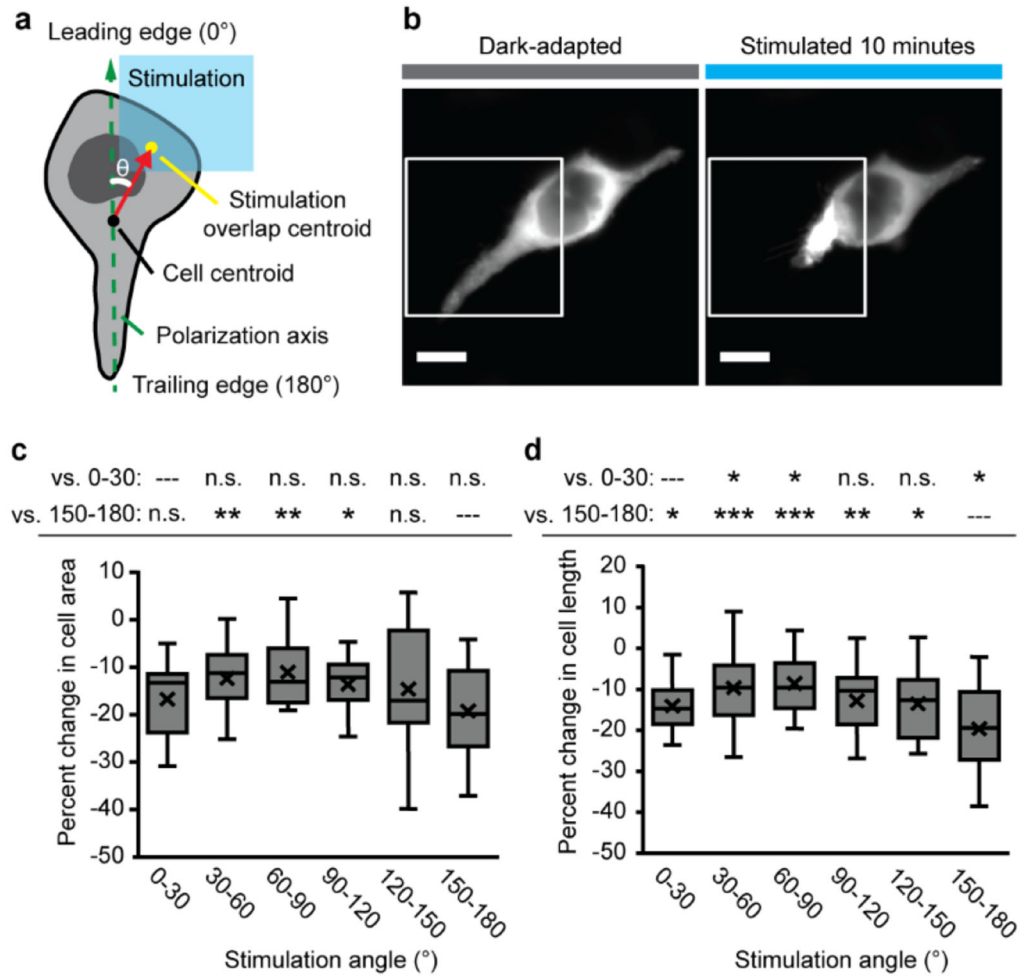 a
Leading edge (0°)
Stimulation
θ
Stimulation
overlap centroid
Cell centroid
Polarization axis
Trailing edge (180°)
b
Dark-adapted
Stimulated 10 minutes
c
vs. 0-30: --- n.s. n.s. n.s. n.s. n.s.
vs. 150-180: n.s. ** ** * n.s. ---
Percent change in cell area
10
0
-10
-20
-30
-40
-50
0-30
30-60
60-90
90-120
120-150
150-180
Stimulation angle (°)
d
vs. 0-30: --- * * n.s. n.s. *
vs. 150-180: * *** *** ** * ---
Percent change in cell length
20
10
0
-10
-20
-30
-40
-50
0-30
30-60
60-90
90-120
120-150
150-180
Stimulation angle (°)